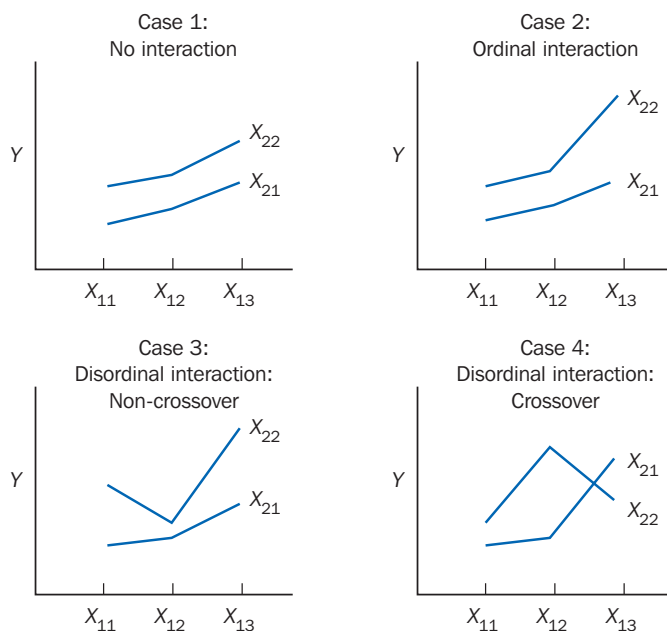 Case 1:
No interaction
Y
X22
X21
X11 X12 X13
Case 2:
Ordinal interaction
Y
X22
X21
X11 X12 X13
Case 3:
Disordinal interaction:
Non-crossover
Y
X22
X21
X11 X12 X13
Case 4:
Disordinal interaction:
Crossover
Y
X21
X22
X11 X12 X13